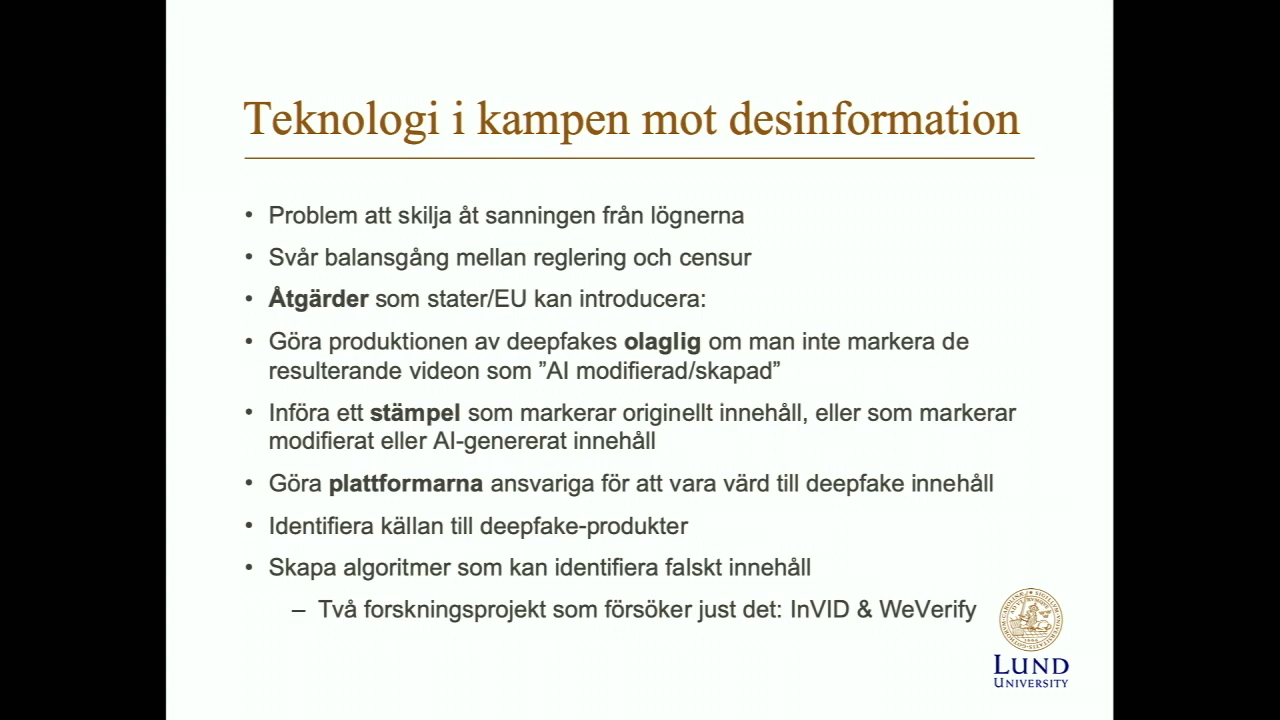 Teknologi i kampen mot desinformation
• Problem att skilja åt sanningen från lögnerna
• Svår balansgång mellan reglering och censur
• Åtgärder som stater/EU kan introducera:
• Göra produktionen av deepfakes olaglig om man inte markera de
resulterande videon som ”AI modifierad/skapad”
• Införa ett stämpel som markerar originellt innehåll, eller som markerar
modifierat eller AI-genererat innehåll
• Göra plattformarna ansvariga för att vara värd till deepfake innehåll
• Identifiera källan till deepfake-produkter
• Skapa algoritmer som kan identifiera falskt innehåll
– Två forskningsprojekt som försöker just det: InVID & WeVerify
LUND
UNIVERSITY